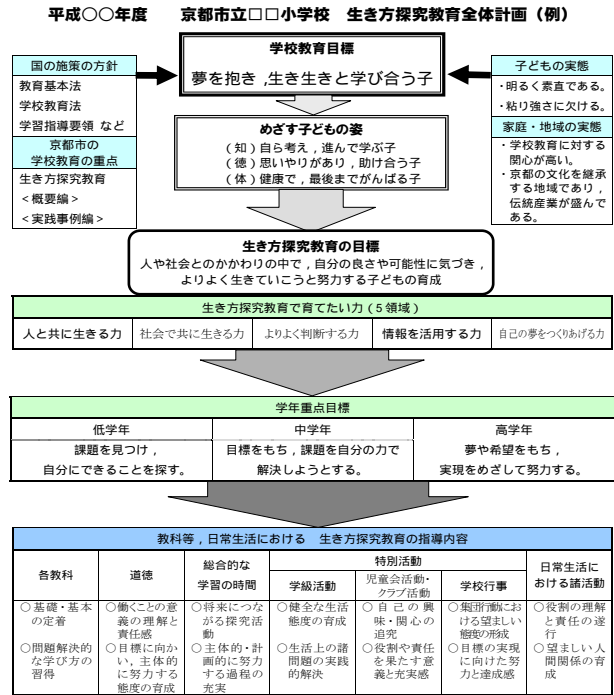 平成○○年度　京都市立□□小学校　生き方探究教育全体計画（例）
国の施策の方針
教育基本法
学校教育法
学習指導要領 など
京都市の
学校教育の重点
生き方探究教育
＜概要編＞
＜実践事例編＞
学校教育目標
夢を抱き，生き生きと学び合う子
めざす子どもの姿
（知）自ら考え，進んで学ぶ子
（徳）思いやりがあり，助け合う子
（体）健康で，最後までがんばる子
子どもの実態
・明るく素直である。
・粘り強さに欠ける。
家庭・地域の実態
・学校教育に対する
関心が高い。
・京都の文化を継承
する地域であり，
伝統産業が盛んで
ある。
生き方探究教育の目標
人や社会とのかかわりの中で，自分の良さや可能性に気づき，
よりよく生きていこうと努力する子どもの育成
生き方探究教育で育てたい力（５領域）
人と共に生きる力
社会で共に生きる力
よりよく判断する力
情報を活用する力
自己の夢をつくりあげる力
学年重点目標
低学年
中学年
高学年
課題を見つけ，
自分にできることを探す。
目標をもち，課題を自分の力で
解決しようとする。
夢や希望をもち，
実現をめざして努力する。
教科等，日常生活における　生き方探究教育の指導内容
各教科
道徳
総合的な
学習の時間
特別活動
学級活動
児童会活動・
クラブ活動
学校行事
日常生活に
おける諸活動
○基礎・基本
の定着
○問題解決的
な学び方の
習得
○働くことの意
義の理解と
責任感
○目標に向か
い，主体的
に努力する
態度の育成
○将来につな
がる探究活
動
○主体的・計
画的に努力
する過程の
充実
○健全な生活
態度の育成
○生活上の諸
問題の実践
的解決
○自己の興
味・関心の
追究
○役割や責任
を果たす意
義と充実感
○集団行動にお
ける望ましい
態度の形成
○目標の実現
に向けた努
力と達成感
○役割の理解
と責任の遂
行
○望ましい人
間関係の育
成